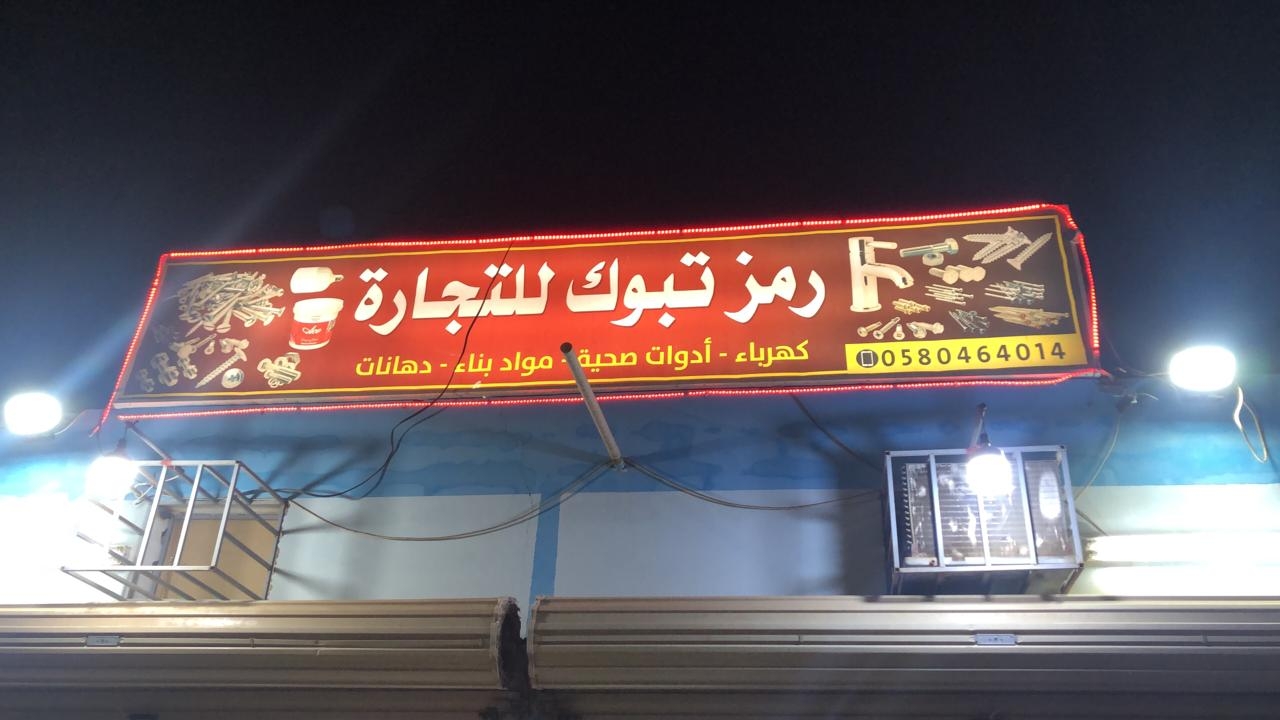 رمز تبوك للتجارة
كهرباء - أدوات صحية - مواد بناء - دهانات
0580464014